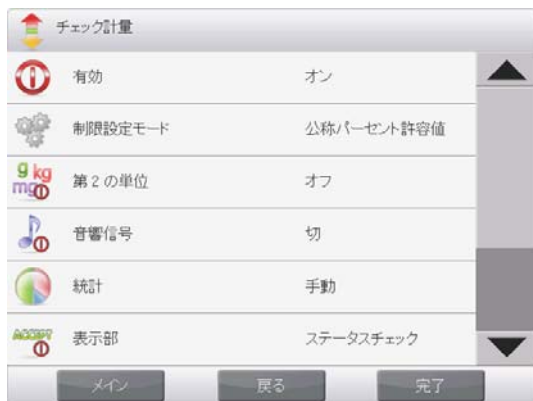 チェック計量
有効 オン
制限設定モード 公称パーセント許容値
g kg mg 第2の単位 オフ
音響信号 切
統計 手動
ACCEPT 表示部 ステータスチェック
メイン 戻る 完了